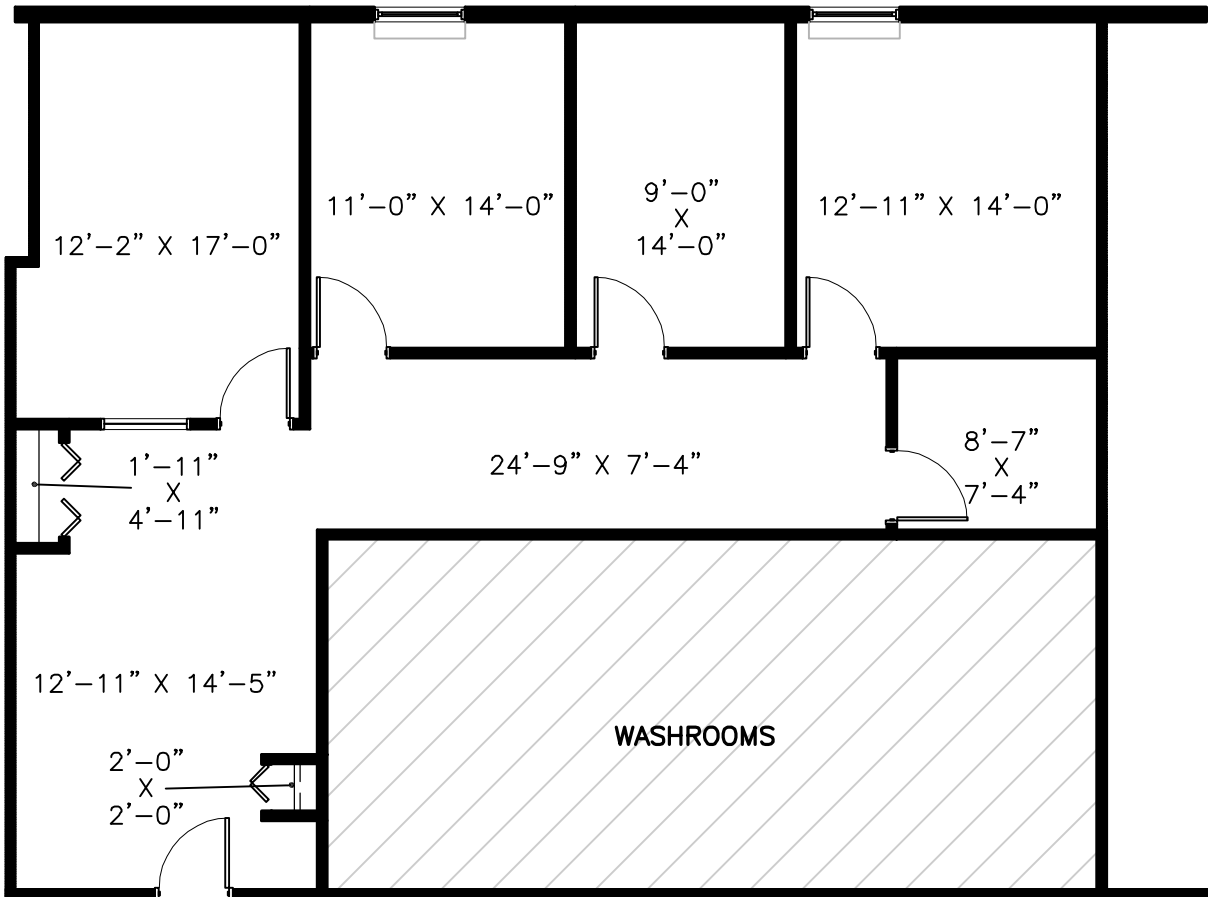 12'-2" X 17'-0"
11'-0" X 14'-0"
9'-0"
X
14'-0"
12'-11" X 14'-0"
1'-11"
X
4'-11"
24'-9" X 7'-4"
8'-7"
X
7'-4"
12'-11" X 14'-5"
WASHROOMS
2'-0"
X
2'-0"